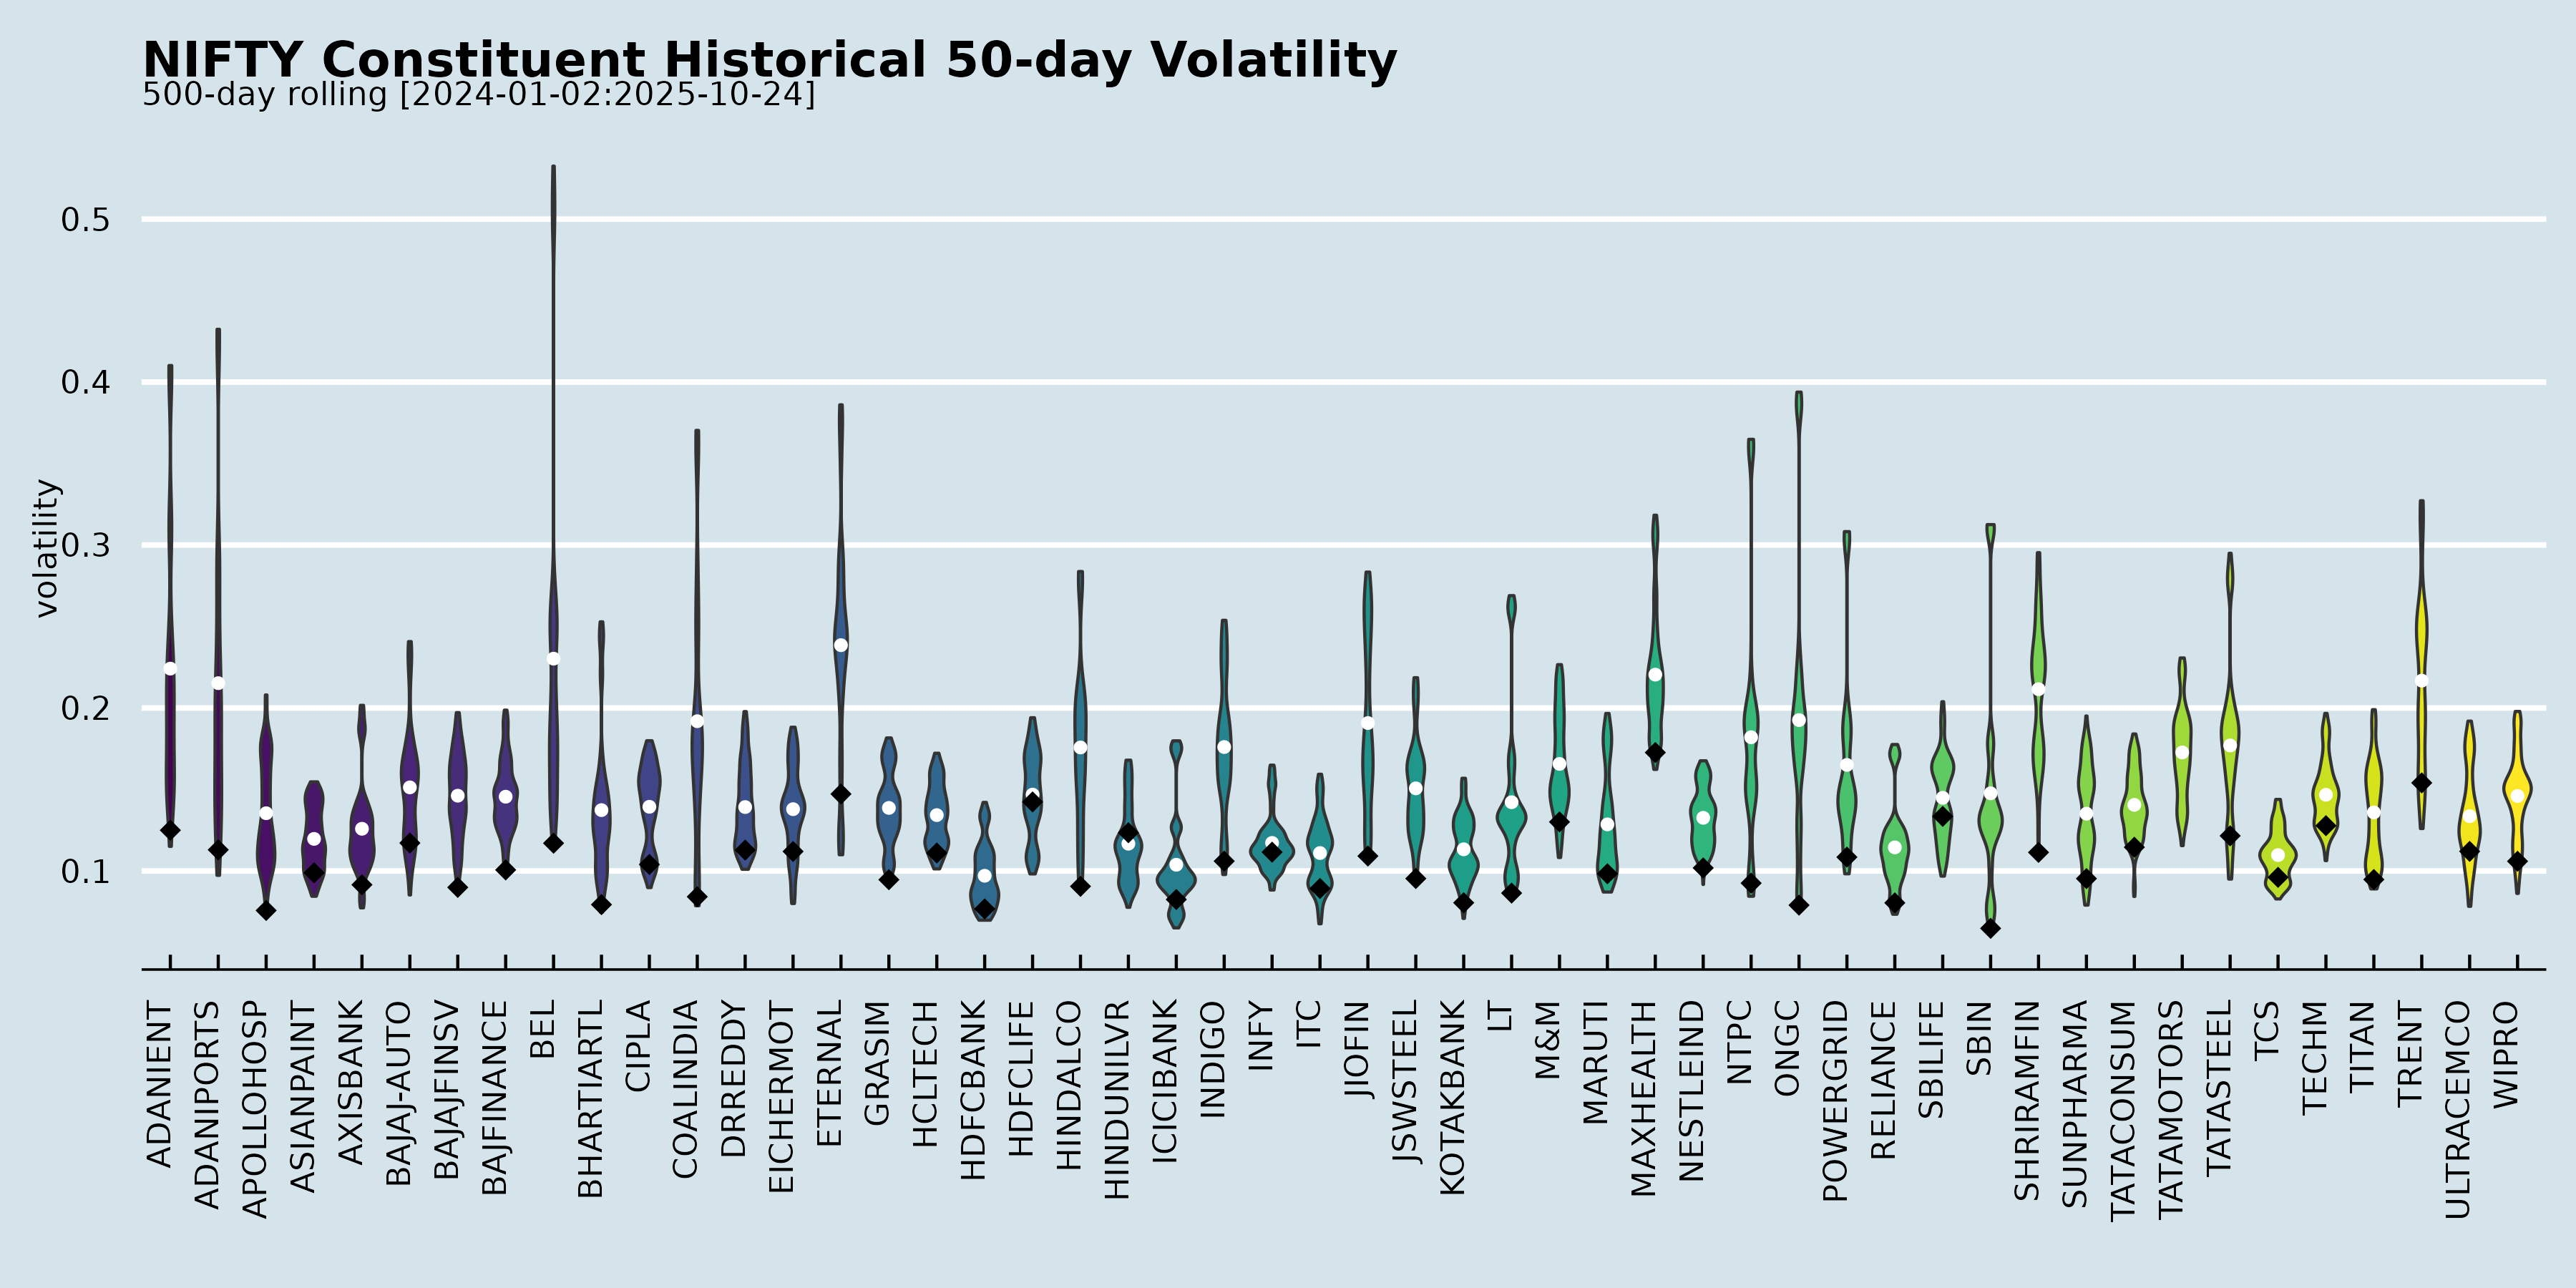 NIFTY Constituent Historical 50-day Volatility
500-day rolling [2024-01-02:2025-10-24]
volatility
0.5
0.4
0.3
0.2
0.1
ADANIENT
ADANIPORTS
APOLLOHOSP
ASIANPAINT
AXISBANK
BAJAJ-AUTO
BAJAJFINSV
BAJFINANCE
BEL
BHARTIARTL
CIPLA
COALINDIA
DRREDDY
EICHERMOT
ETERNAL
GRASIM
HCLTECH
HDFCBANK
HDFCLIFE
HINDALCO
HINDUNILVR
ICICIBANK
INDIGO
INFY
ITC
JIOFIN
JSWSTEEL
KOTAKBANK
LT
M&M
MARUTI
MAXHEALTH
NESTLEIND
NTPC
ONGC
POWERGRID
RELIANCE
SBILIFE
SBIN
SHRIRAMFIN
SUNPHARMA
TATACONSUM
TATAMOTORS
TATASTEEL
TCS
TECHM
TITAN
TRENT
ULTRACEMCO
WIPRO